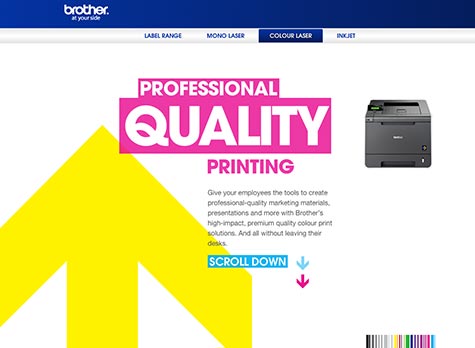 brother.
at your side
LABEL RANGE MONO LASER COLOUR LASER INKJET
PROFESSIONAL
QUALITY
PRINTING
Give your employees the tools to create
professional-quality marketing materials,
presentations and more with Brother's
high-impact, premium quality colour print
solutions. And all without leaving their
desks.
SCROLL DOWN